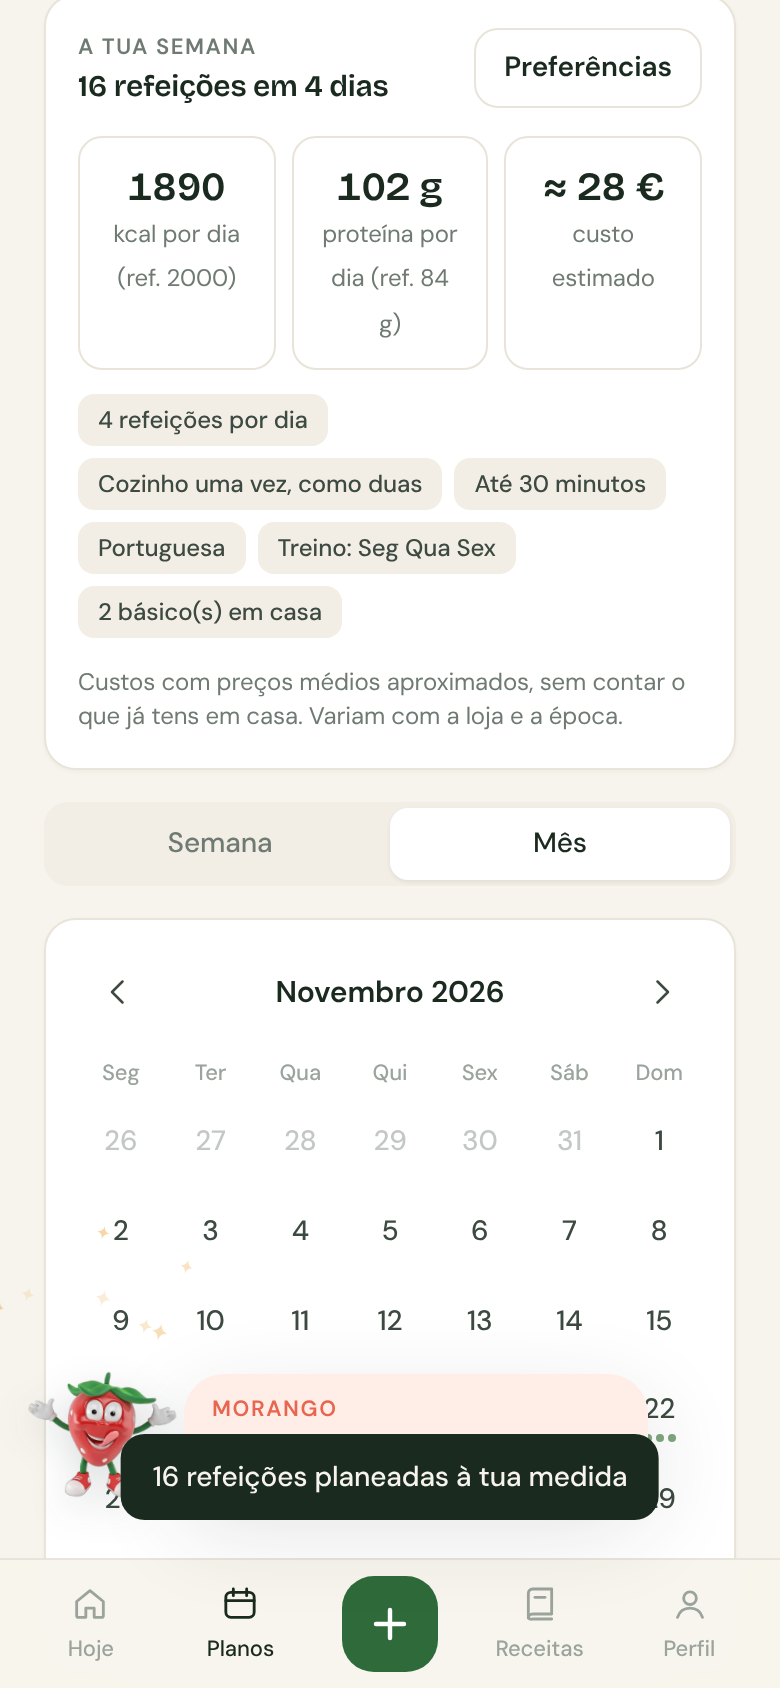 A TUA SEMANA
16 refeições em 4 dias
Preferências
1890
kcal por dia
(ref. 2000)
102 g
proteína por
dia (ref. 84
g)
≈ 28 €
custo
estimado
4 refeições por dia
Cozinho uma vez, como duas
Até 30 minutos
Portuguesa
Treino: Seg Qua Sex
2 básico(s) em casa
Custos com preços médios aproximados, sem contar o
que já tens em casa. Variam com a loja e a época.
Semana
Mês
Novembro 2026
Seg Ter Qua Qui Sex Sáb Dom
26 27 28 29 30 31 1
2 3 4 5 6 7 8
9 10 11 12 13 14 15
MORANGO
22
16 refeições planeadas à tua medida
Hoje
Planos
Receitas
Perfil